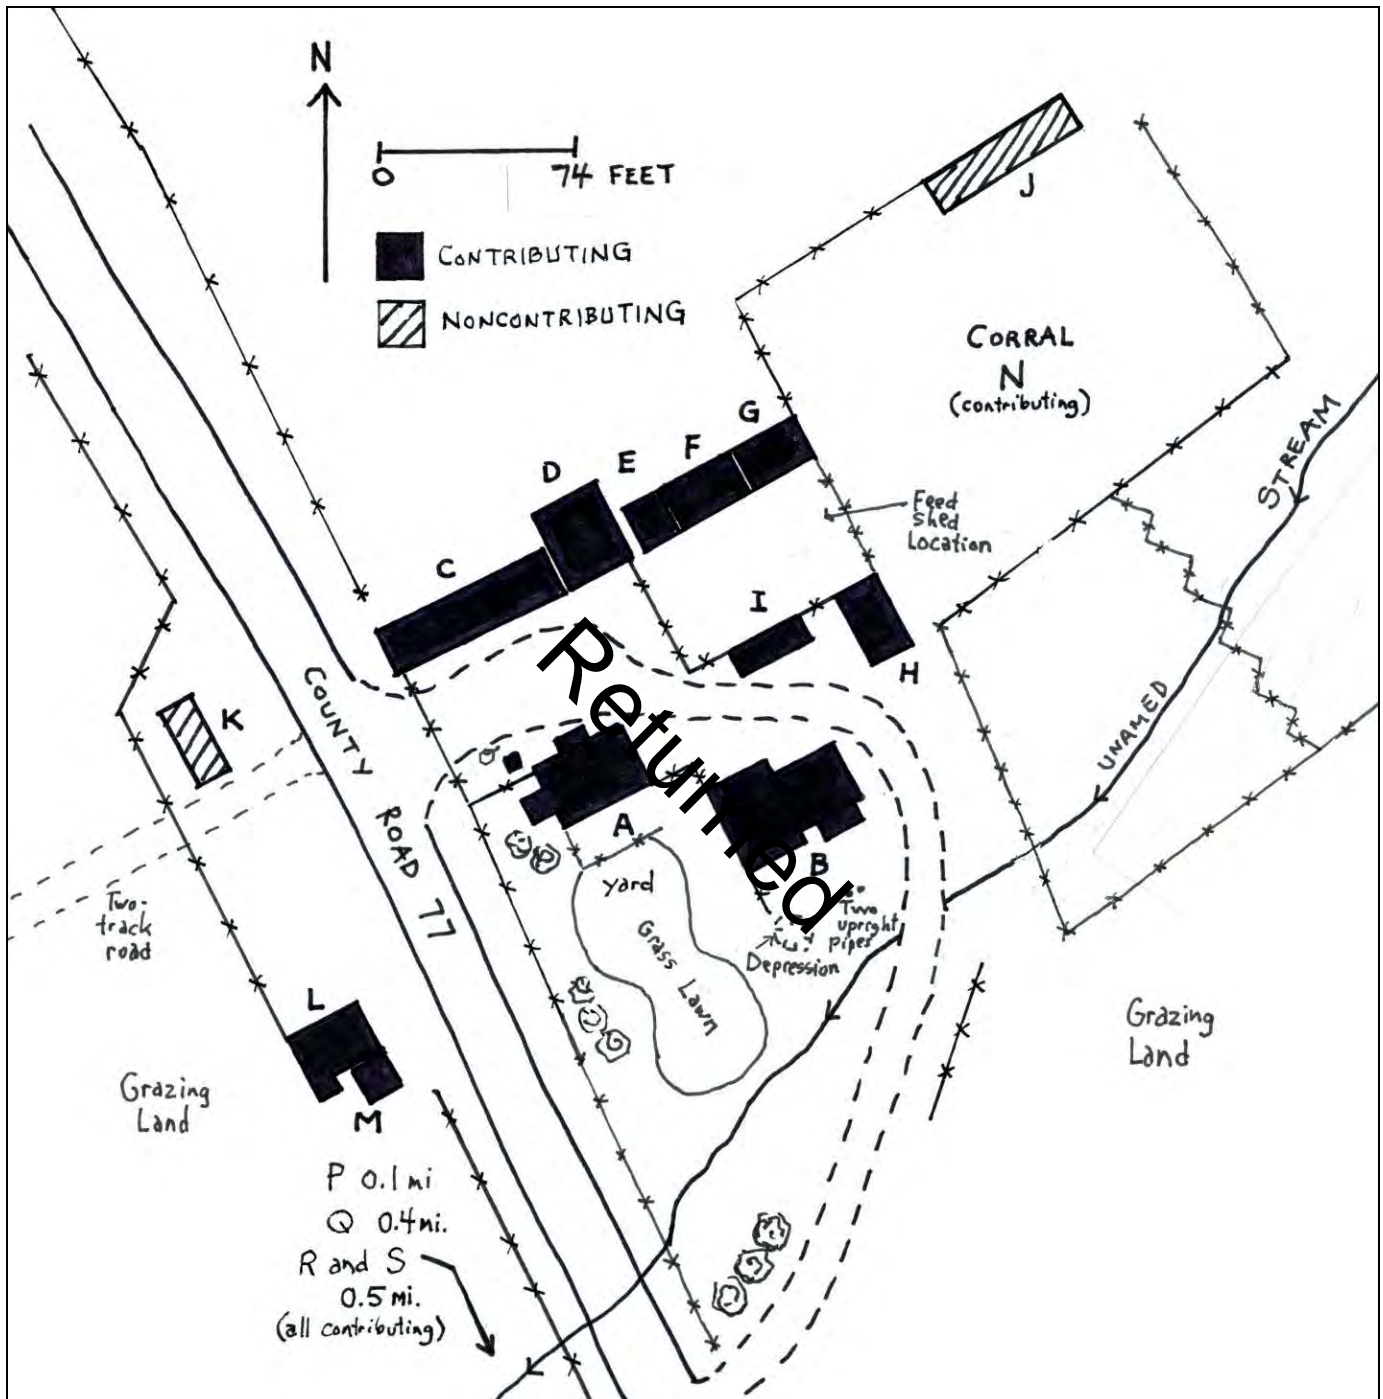 N
0 74 FEET
CONTRIBUTING
NONCONTRIBUTING
J
CORRAL
N
(contributing)
STREAM
UNAMED
G
F
E
D
C
Feed
shed
Location
I
H
K
COUNTY
ROAD 77
Returned
A
B
yard
Grass Lawn
Two
upright
pipes
Depression
Two-
track
road
L
M
Grazing
Land
Grazing
Land
P 0.1 mi
Q 0.4 mi.
R and S
0.5 mi.
(all contributing)